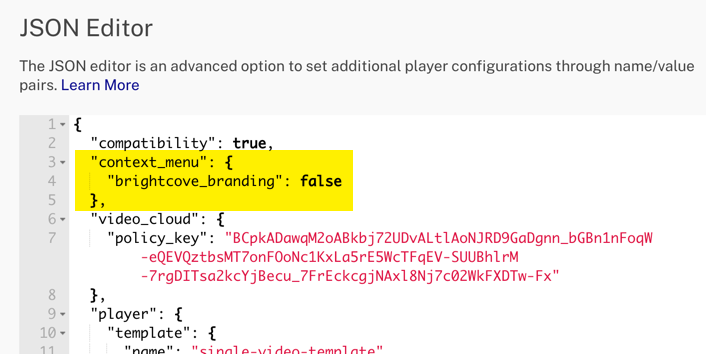 JSON Editor
The JSON editor is an advanced option to set additional player configurations through name/value
pairs. Learn More
1 {
2 "compatibility": true,
3 "context_menu": {
4 "brightcove_branding": false
5 },
6 "video_cloud": {
7 "policy_key": "BCpkADawqM2oABkbj72UDvALtlAoNJRD9GaDgnn_bGBn1nFoqW
-eQEVQztbsMT7onFOoNc1KxLa5rE5WcTFqEV-SUUBhlrM
-7rgDITsa2kcYjBecu_7FrEckcgjNAxl8Nj7c02WkFXDTw-Fx"
8 },
9 "player": {
10 "template": {
11 "name": "single-video-template"